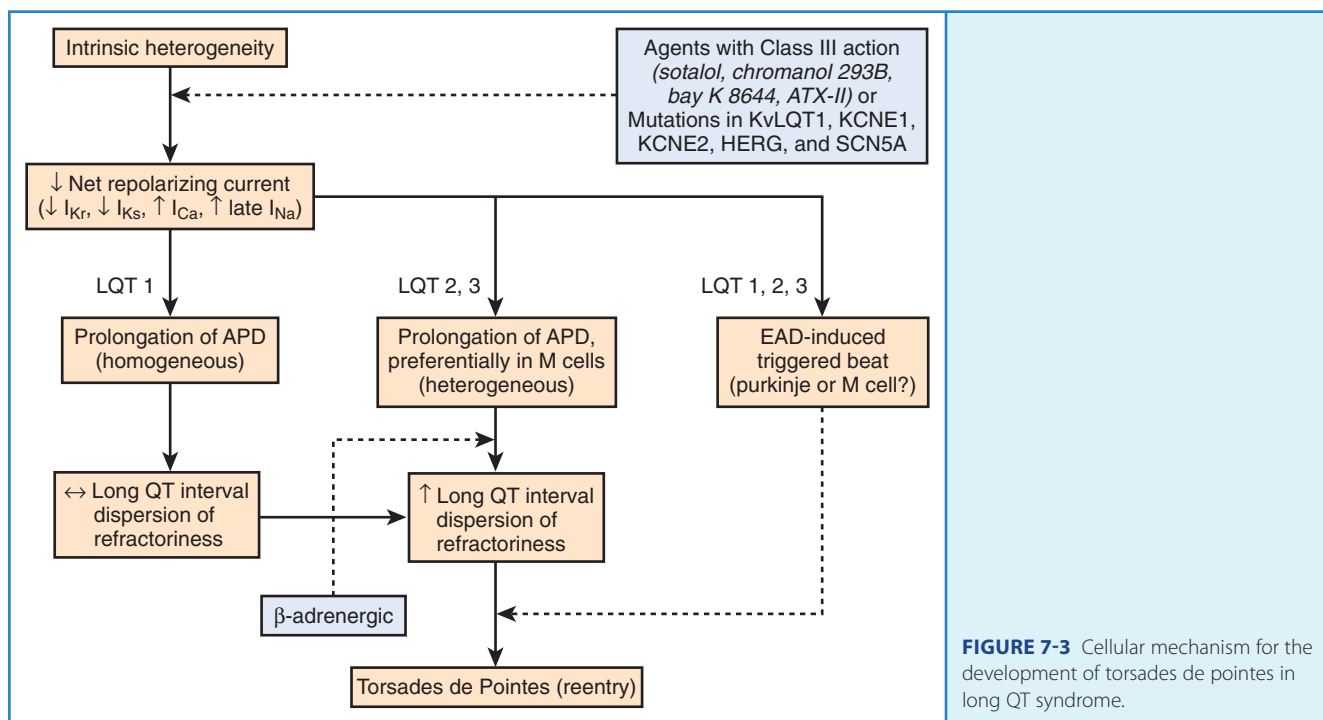 Intrinsic heterogeneity
Agents with Class III action
(sotalol, chromanol 293B,
bay K 8644, ATX-II) or
Mutations in KvLQT1, KCNE1,
KCNE2, HERG, and SCN5A
↓ Net repolarizing current
(↓ I_Kr, ↓ I_Ks, ↑ I_Ca, ↑ late I_Na)
LQT 1
LQT 2, 3
LQT 1, 2, 3
Prolongation of APD
(homogeneous)
Prolongation of APD,
preferentially in M cells
(heterogeneous)
EAD-induced
triggered beat
(purkinje or M cell?)
↔ Long QT interval
dispersion of
refractoriness
↑ Long QT interval
dispersion of
refractoriness
β-adrenergic
Torsades de Pointes (reentry)
FIGURE 7-3 Cellular mechanism for the
development of torsades de pointes in
long QT syndrome.